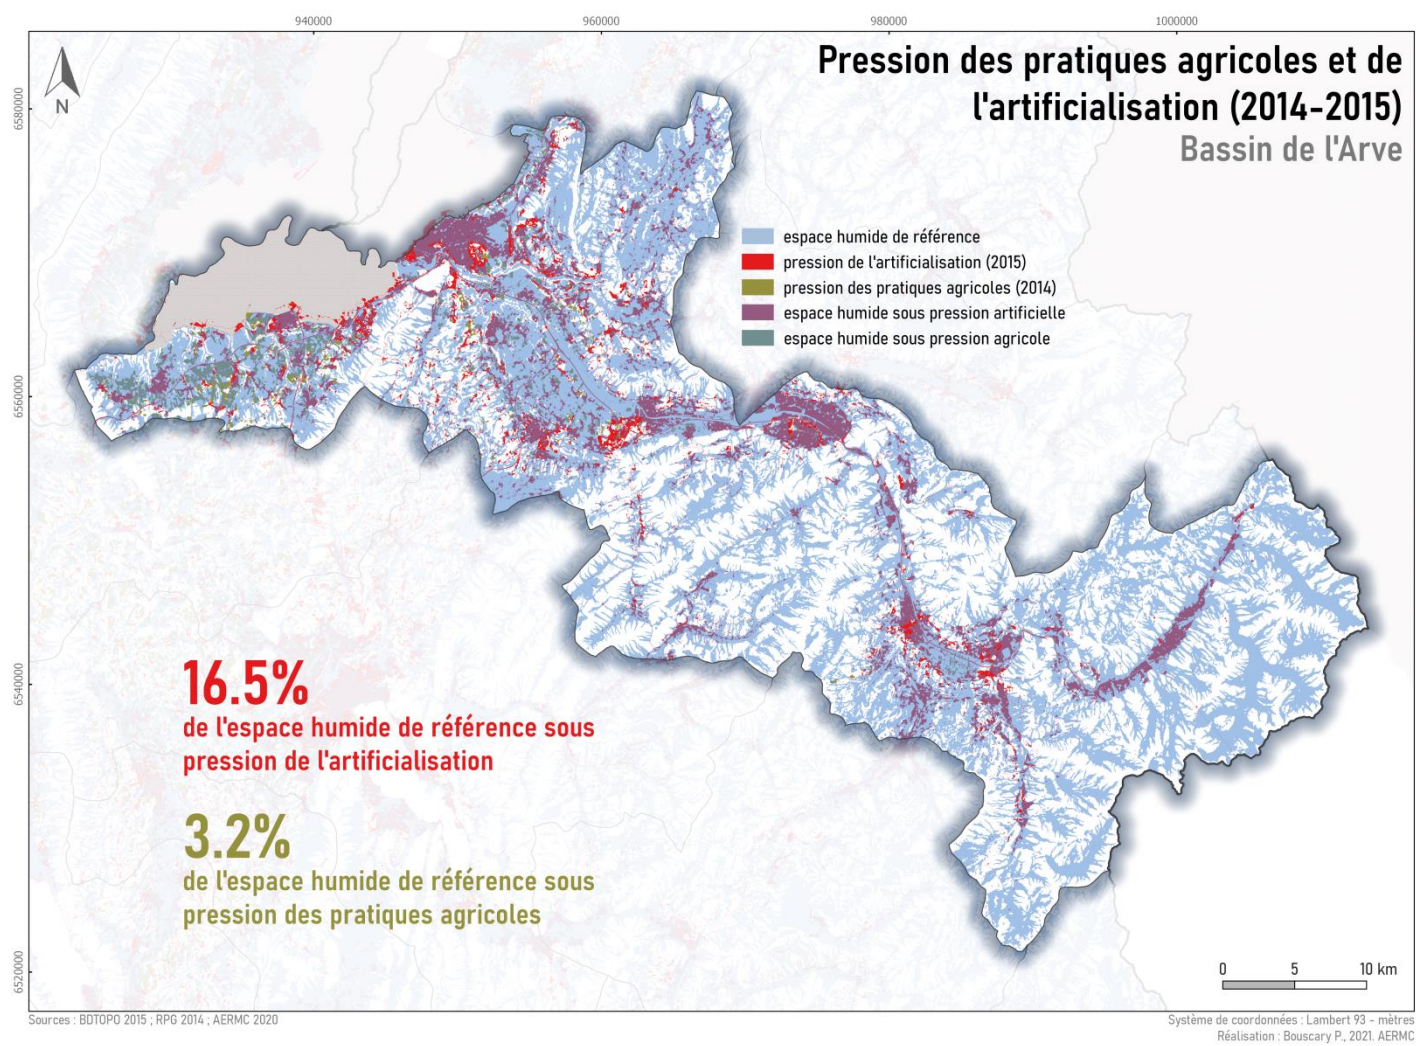 940000
960000
980000
1000000
Pression des pratiques agricoles et de
l'artificialisation (2014-2015)
Bassin de l'Arve
N
6580000
6560000
6540000
6520000
espace humide de référence
pression de l'artificialisation (2015)
pression des pratiques agricoles (2014)
espace humide sous pression artificielle
espace humide sous pression agricole
16.5%
de l'espace humide de référence sous
pression de l'artificialisation
3.2%
de l'espace humide de référence sous
pression des pratiques agricoles
0 5 10 km
Sources : BDTOPO 2015 ; RPG 2014 ; AERMC 2020
Système de coordonnées : Lambert 93 - mètres
Réalisation : Bouscary P., 2021. AERMC